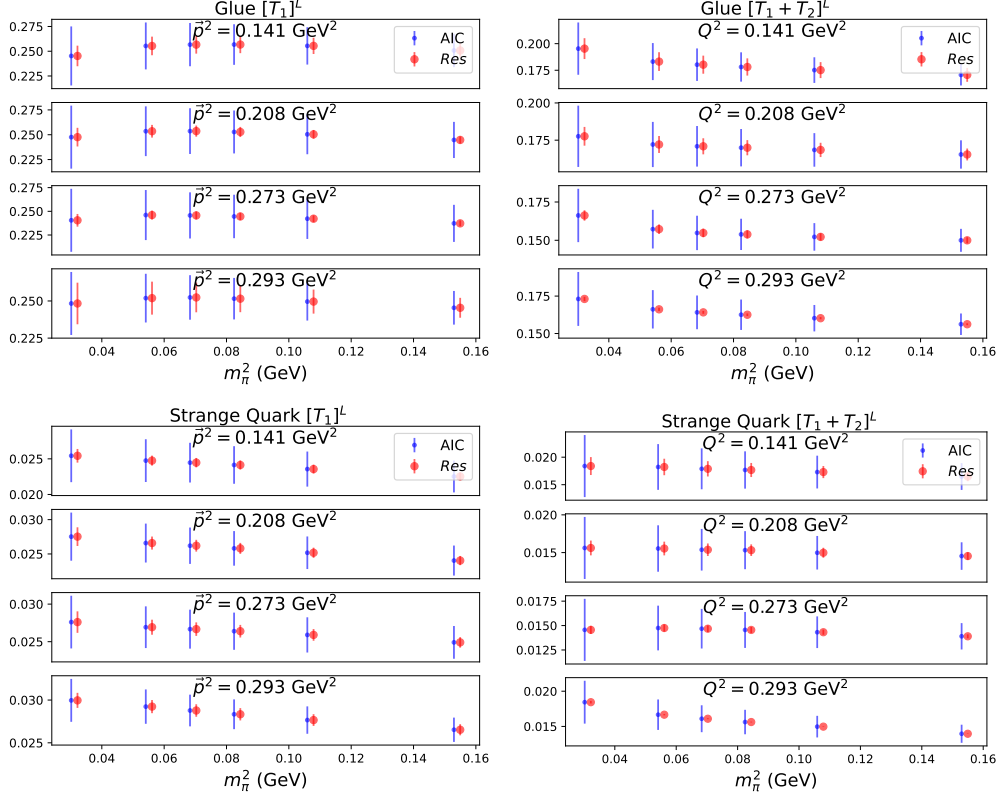 Glue [T₁]ᴸ
0.275
0.250
0.225
p⃗² = 0.141 GeV²
AIC
Res
0.275
0.250
0.225
p⃗² = 0.208 GeV²
0.275
0.250
0.225
p⃗² = 0.273 GeV²
0.250
0.225
p⃗² = 0.293 GeV²
0.04 0.06 0.08 0.10 0.12 0.14 0.16
m²π (GeV)
Glue [T₁ + T₂]ᴸ
0.200
0.175
Q² = 0.141 GeV²
AIC
Res
0.200
0.175
Q² = 0.208 GeV²
0.175
0.150
Q² = 0.273 GeV²
0.175
0.150
Q² = 0.293 GeV²
0.04 0.06 0.08 0.10 0.12 0.14 0.16
m²π (GeV)
Strange Quark [T₁]ᴸ
0.025
0.020
p⃗² = 0.141 GeV²
AIC
Res
0.030
0.025
p⃗² = 0.208 GeV²
0.030
0.025
p⃗² = 0.273 GeV²
0.030
0.025
p⃗² = 0.293 GeV²
0.04 0.06 0.08 0.10 0.12 0.14 0.16
m²π (GeV)
Strange Quark [T₁ + T₂]ᴸ
0.020
0.015
Q² = 0.141 GeV²
AIC
Res
0.020
0.015
Q² = 0.208 GeV²
0.0175
0.0150
0.0125
Q² = 0.273 GeV²
0.020
0.015
Q² = 0.293 GeV²
0.04 0.06 0.08 0.10 0.12 0.14 0.16
m²π (GeV)